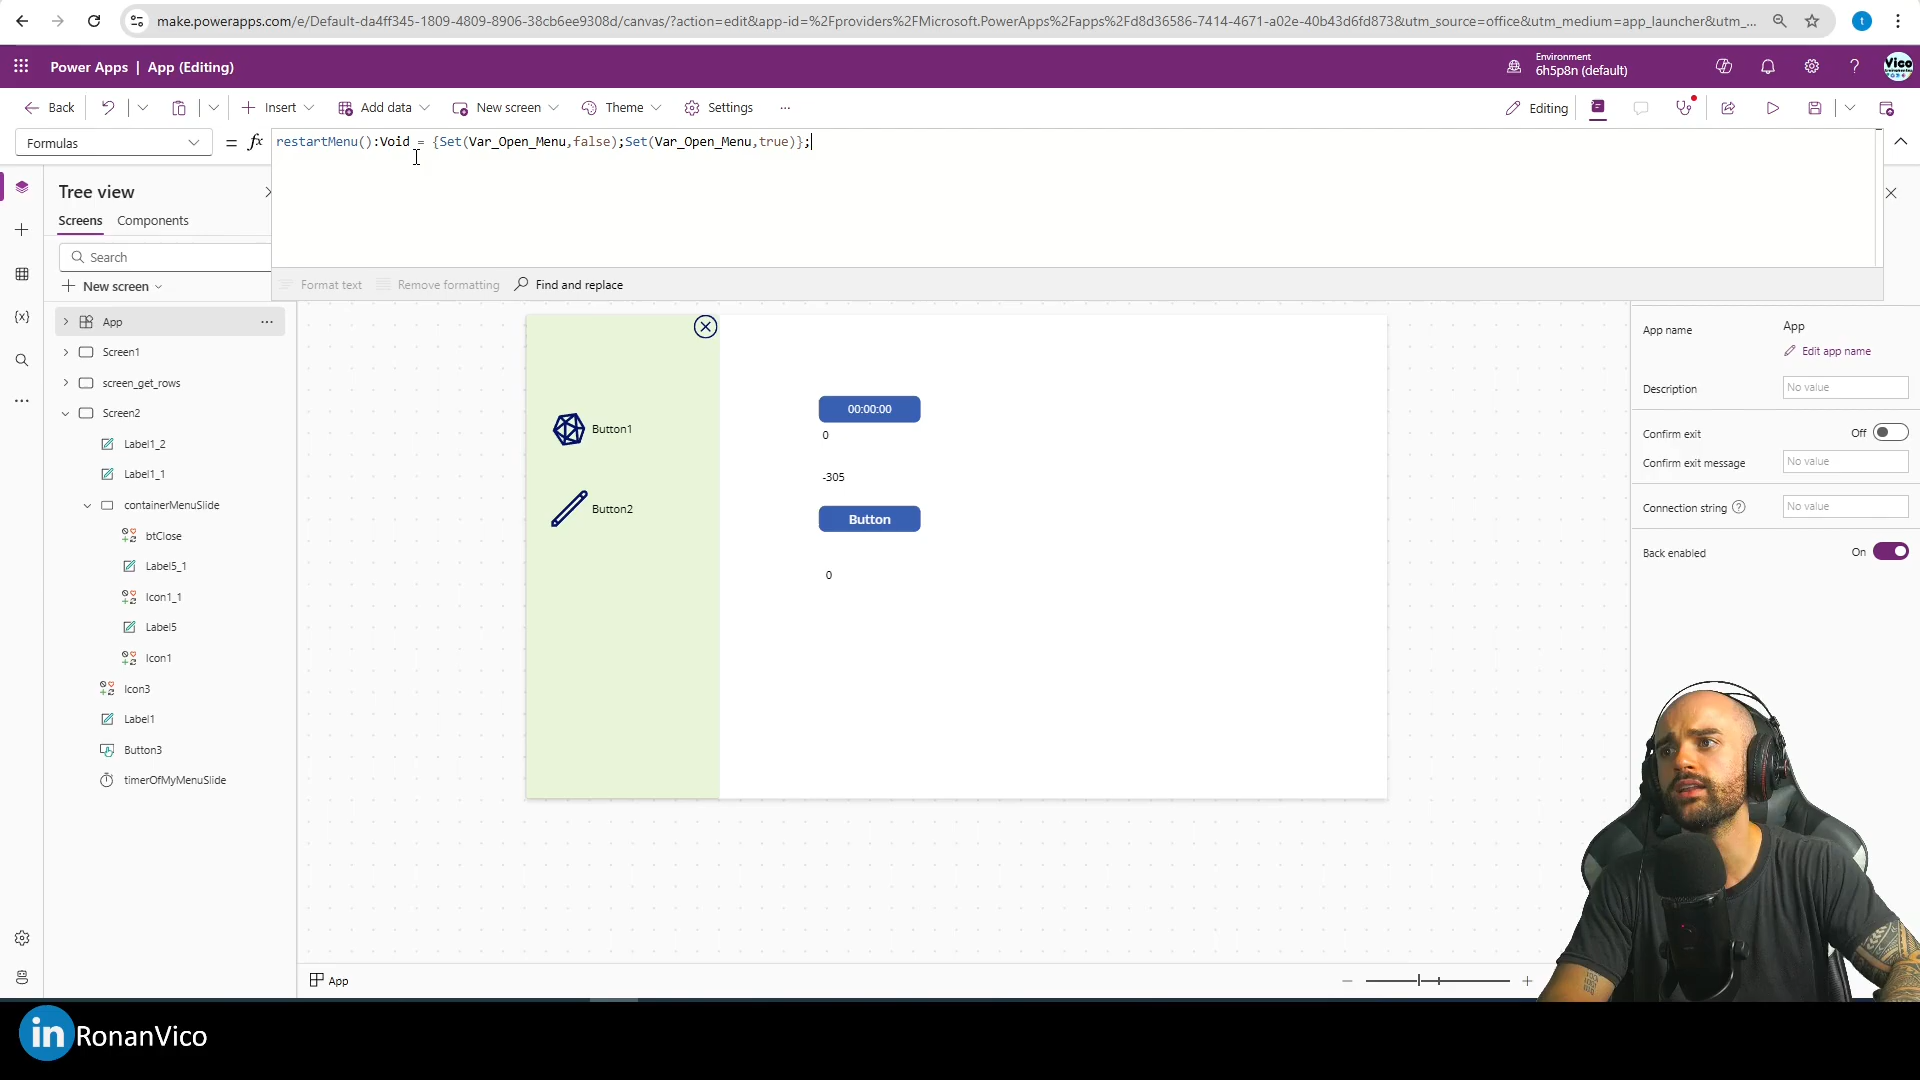 make.powerapps.com/e/Default-da4ff345-1809-4809-8906-38cb6ee9308d/canvas/?action=edit&app-id=%2Fproviders%2FMicrosoft.PowerApps%2Fapps%2Fd8d36586-7414-4671-a02e-40b43d6fd873&utm_source=office&utm_medium=app_launcher&utm_...
t
Power Apps | App (Editing)
Environment
6h5p8n (default)
Vico
Back
Insert
Add data
New screen
Theme
Settings
Editing
Formulas
= fx
restartMenu():Void = {Set(Var_Open_Menu,false);Set(Var_Open_Menu,true)};
Format text
Remove formatting
Find and replace
Tree view
Screens
Components
Search
New screen
App
Screen1
screen_get_rows
Screen2
Label1_2
Label1_1
containerMenuSlide
btClose
Label5_1
Icon1_1
Label5
Icon1
Icon3
Label1
Button3
timerOfMyMenuSlide
Button1
Button2
00:00:00
0
-305
Button
0
App name
App
Edit app name
Description
No value
Confirm exit
Off
Confirm exit message
No value
Connection string
No value
Back enabled
On
App
in RonanVico